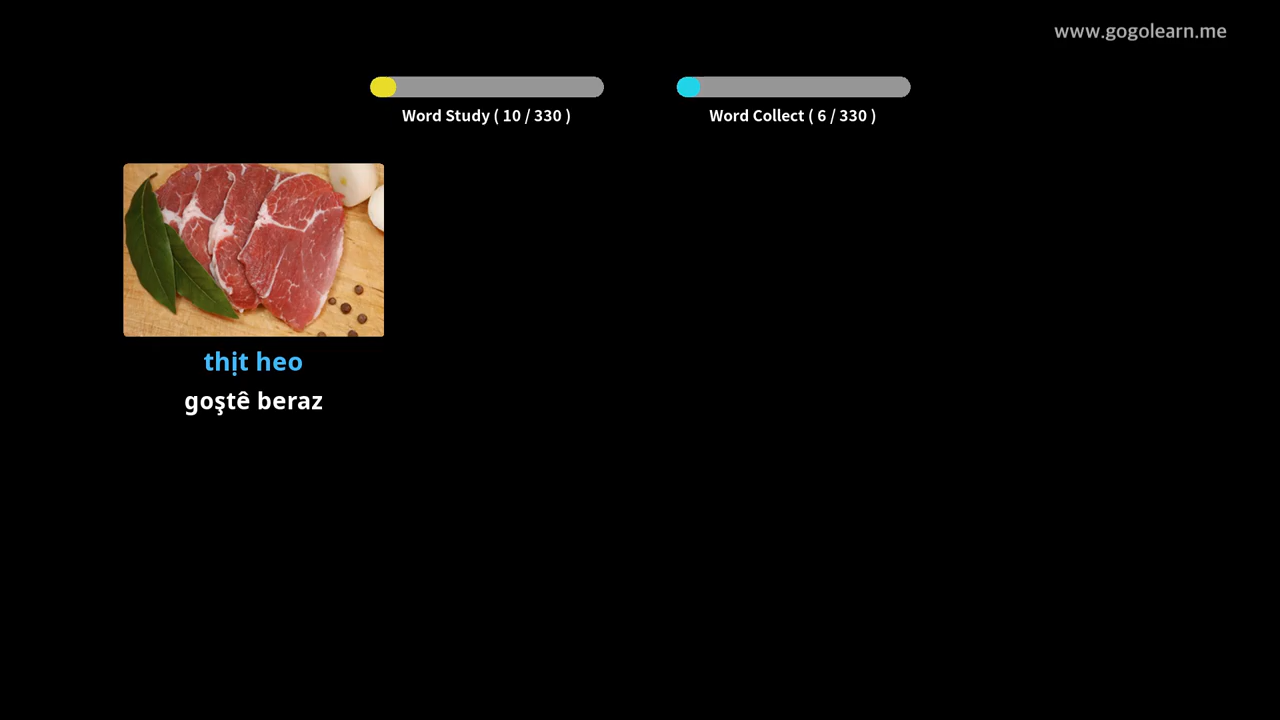 www.gogolearn.me
Word Study ( 10 / 330 )
Word Collect ( 6 / 330 )
thịt heo
goştê beraz